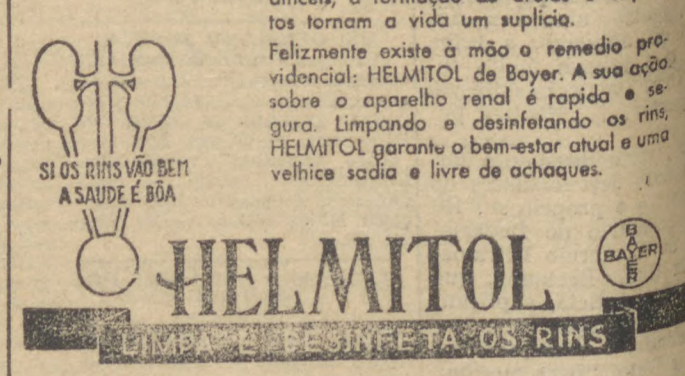 a formação
tos tornam a vida um suplicio.
Felizmente existe à mão o remedio pro-
videncial: HELMITOL de Bayer. A sua ação
sobre o aparelho renal é rapida e se-
gura. Limpando e desinfetando os rins,
HELMITOL garante o bem-estar atual e uma
velhice sadia e livre de achaques.
SI OS RINS VÃO BEM
A SAUDE É BÔA
HELMITOL
BAYER
BAYER
LIMPA E DESINFETA OS RINS